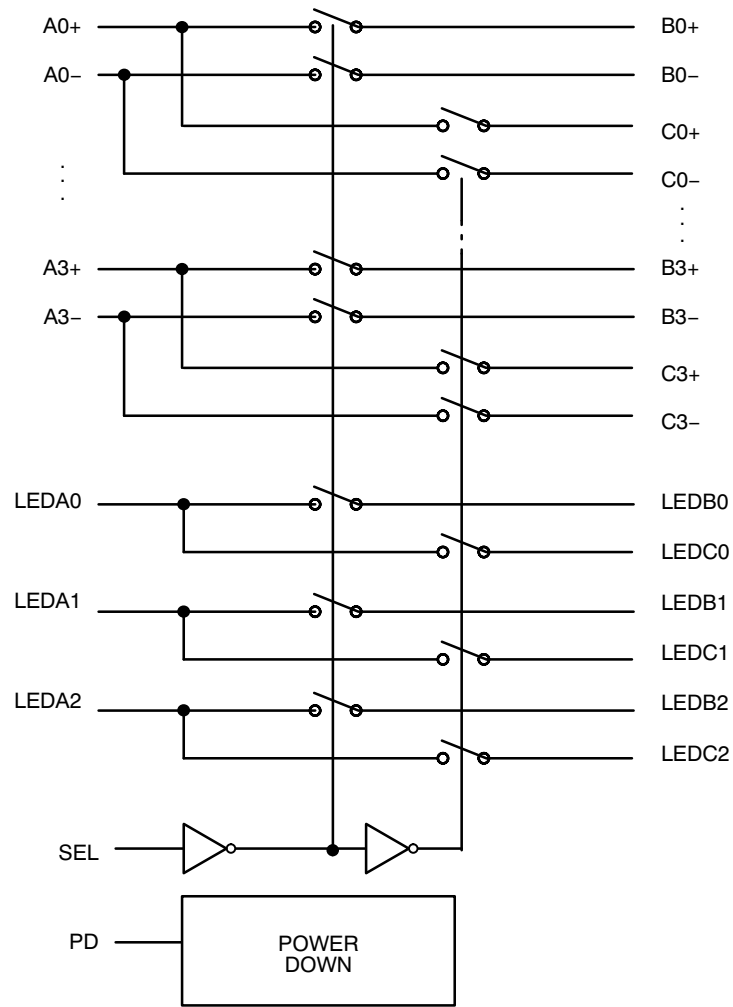 A0+ B0+
A0− B0−
C0+
C0−
A3+ B3+
A3− B3−
C3+
C3−
LEDA0 LEDB0
LEDC0
LEDA1 LEDB1
LEDC1
LEDA2 LEDB2
LEDC2
SEL
PD
POWER
DOWN